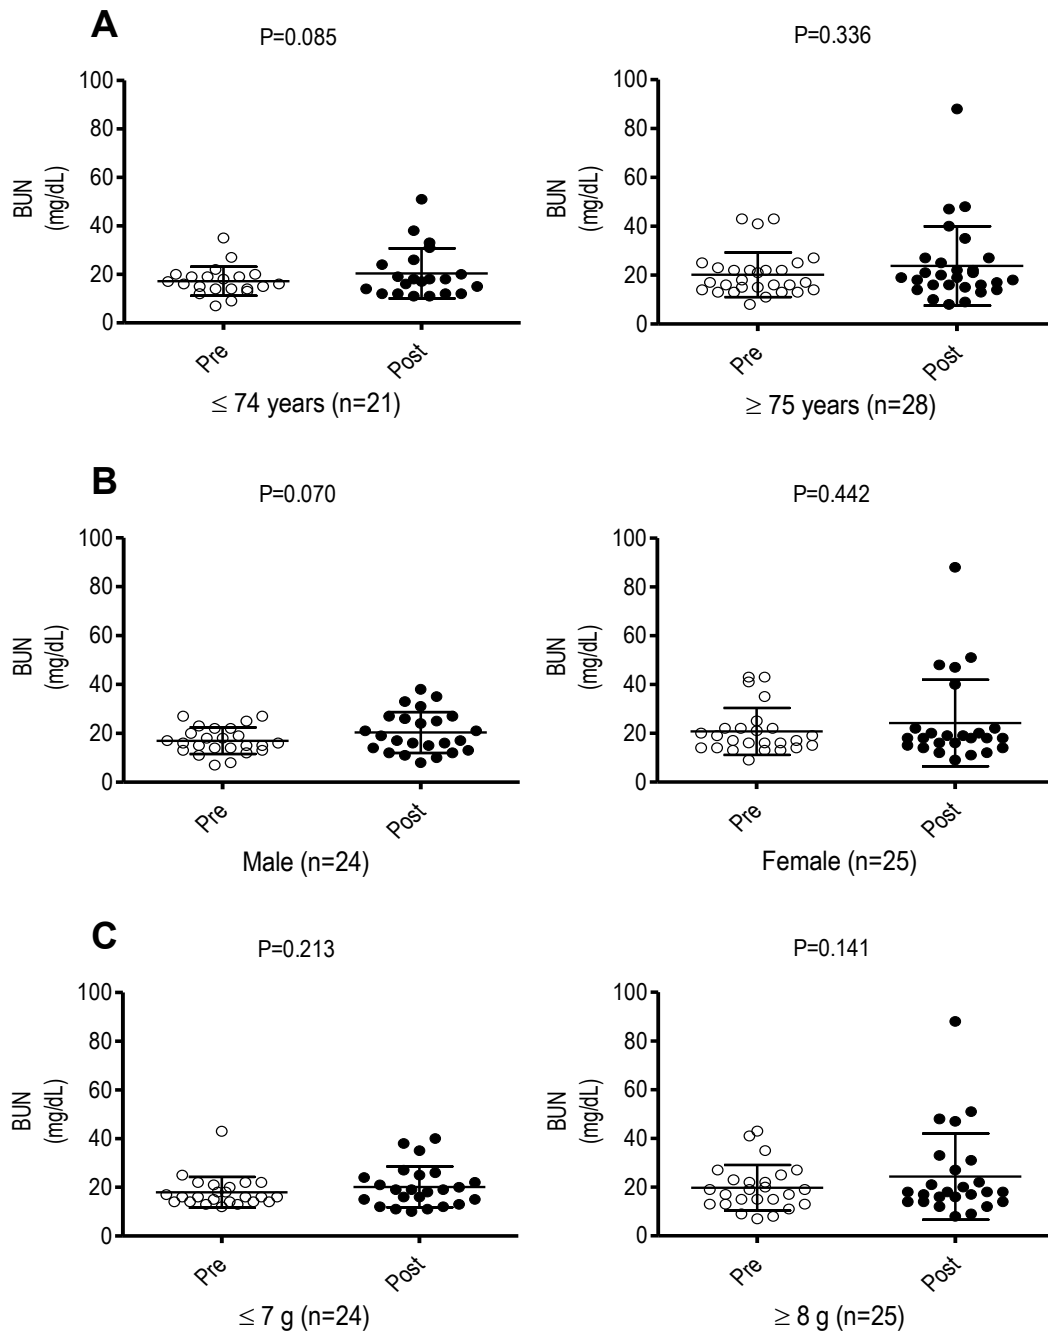 A
P=0.085
P=0.336
BUN
(mg/dL)
100
80
60
40
20
0
Pre
Post
≤ 74 years (n=21)
BUN
(mg/dL)
100
80
60
40
20
0
Pre
Post
≥ 75 years (n=28)
B
P=0.070
P=0.442
BUN
(mg/dL)
100
80
60
40
20
0
Pre
Post
Male (n=24)
BUN
(mg/dL)
100
80
60
40
20
0
Pre
Post
Female (n=25)
C
P=0.213
P=0.141
BUN
(mg/dL)
100
80
60
40
20
0
Pre
Post
≤ 7 g (n=24)
BUN
(mg/dL)
100
80
60
40
20
0
Pre
Post
≥ 8 g (n=25)